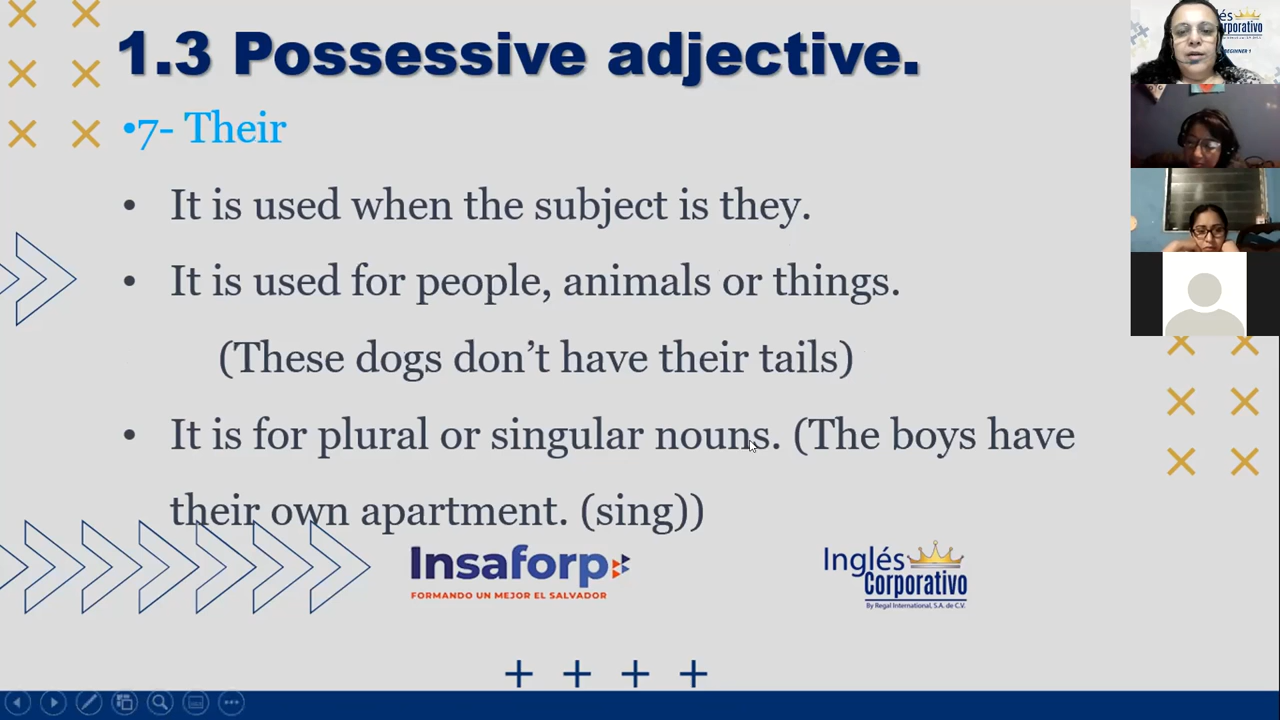 1.3 Possessive adjective.
•7- Their
• It is used when the subject is they.
• It is used for people, animals or things.
(These dogs don’t have their tails)
• It is for plural or singular nouns. (The boys have
their own apartment. (sing))
Insaforp
FORMANDO UN MEJOR EL SALVADOR
Inglés
Corporativo
By Regal International, S.A. de C.V.